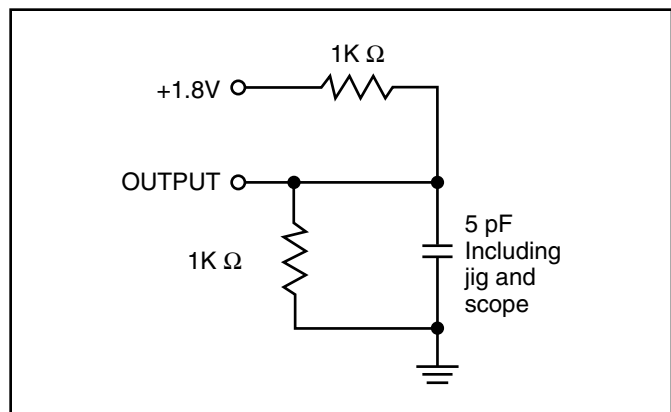 1K Ω
+1.8V
OUTPUT
1K Ω
5 pF
Including
jig and
scope